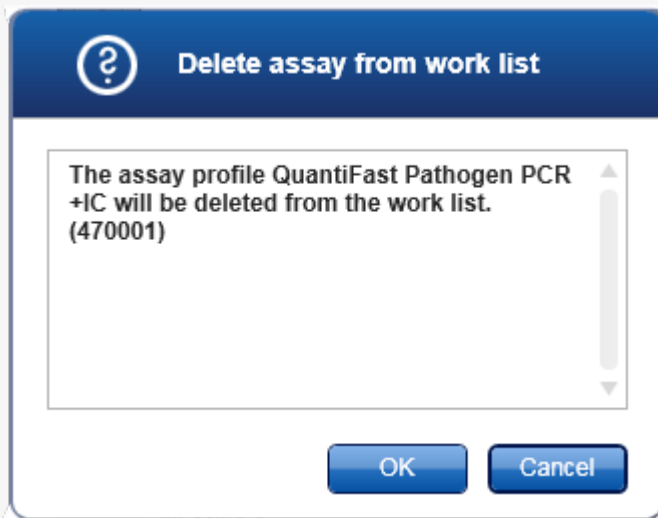 Delete assay from work list
The assay profile QuantiFast Pathogen PCR
+IC will be deleted from the work list.
(470001)
OK Cancel